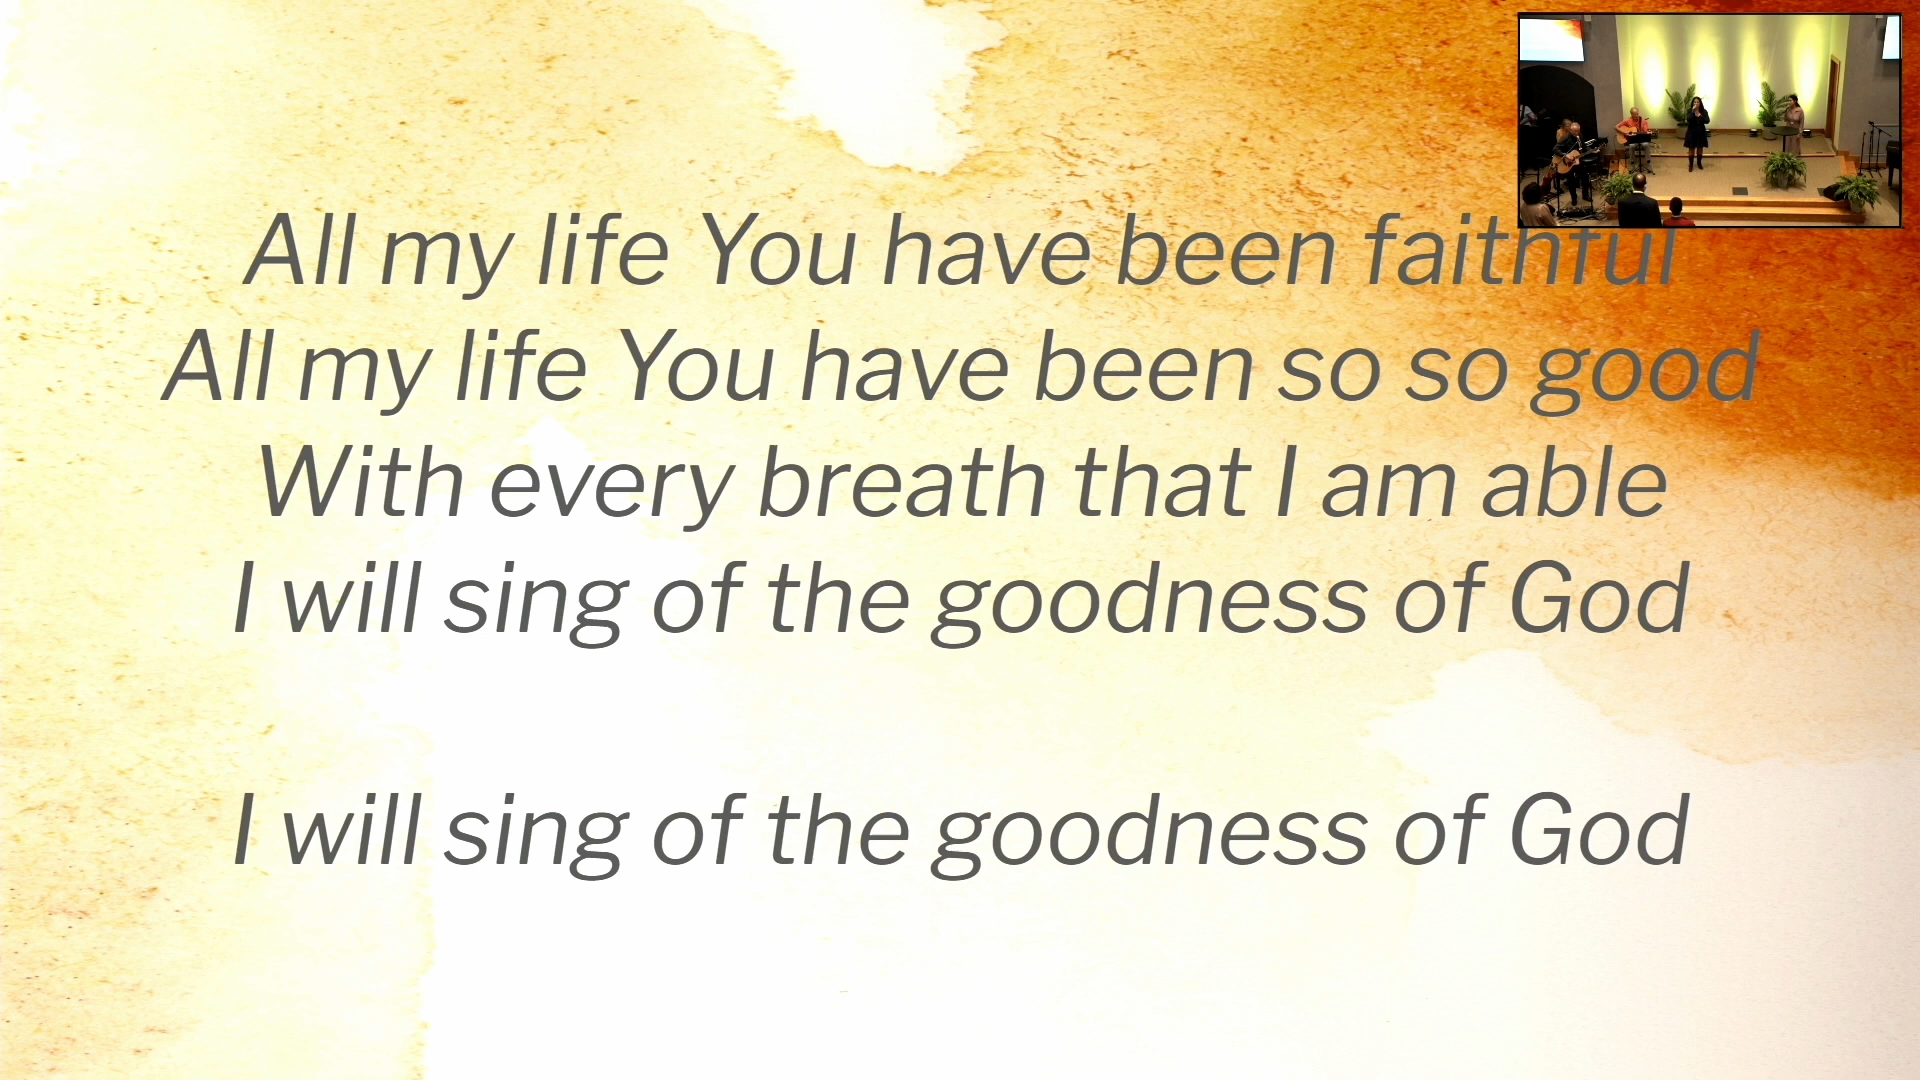 All my life You have been faithful
All my life You have been so so good
With every breath that I am able
I will sing of the goodness of God
I will sing of the goodness of God